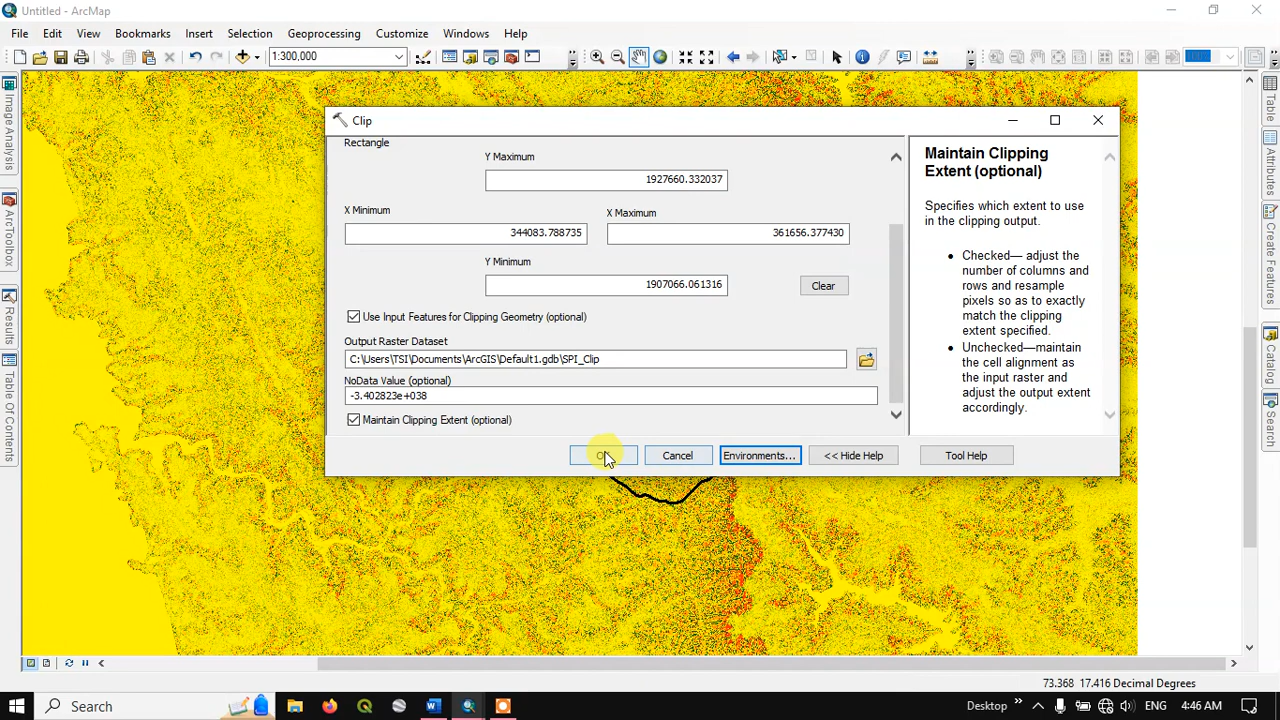 Untitled - ArcMap
File Edit View Bookmarks Insert Selection Geoprocessing Customize Windows Help
1:300,000
Image Analysis
ArcToolbox
Results
Table Of Contents
Clip
Rectangle
Y Maximum
1927660.332037
X Minimum
X Maximum
344083.788735
361656.377430
Y Minimum
1907066.061316
Clear
Use Input Features for Clipping Geometry (optional)
Output Raster Dataset
C:\Users\TSI\Documents\ArcGIS\Default1.gdb\SPI_Clip
NoData Value (optional)
-3.402823e+038
Maintain Clipping Extent (optional)
Cancel
Environments...
<< Hide Help
Tool Help
Maintain Clipping
Extent (optional)
Specifies which extent to use
in the clipping output.
Checked— adjust the
number of columns and
rows and resample
pixels so as to exactly
match the clipping
extent specified.
Unchecked—maintain
the cell alignment as
the input raster and
adjust the output extent
accordingly.
Table
Attributes
Create Features
Catalog
Search
73.368 17.416 Decimal Degrees
Search
Desktop
ENG
4:46 AM